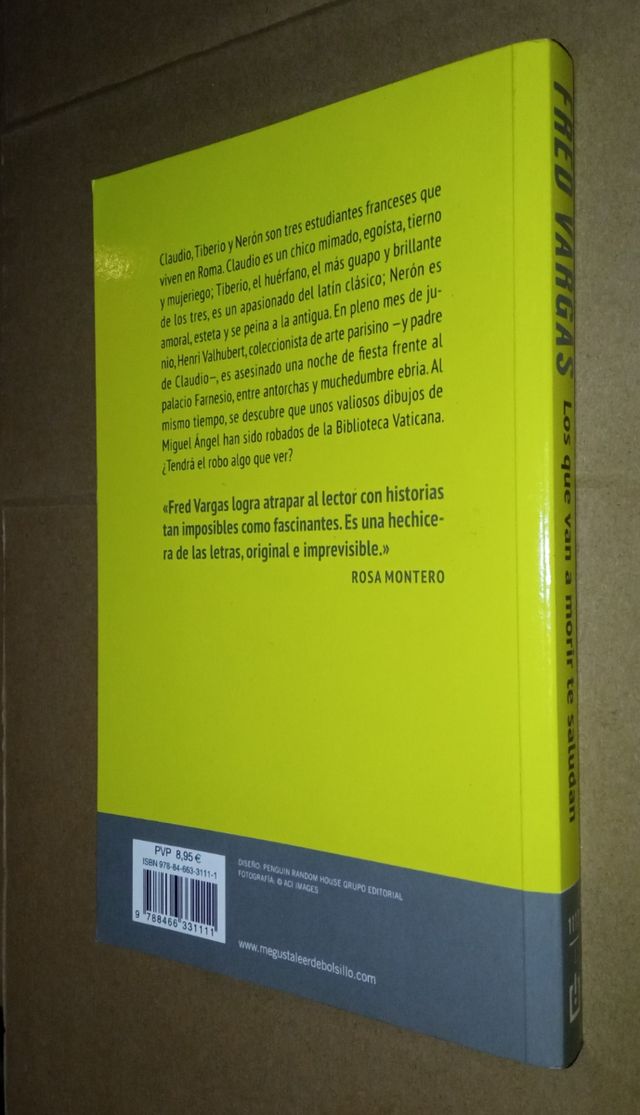 Claudio, Tiberio y Nerón son tres estudiantes franceses que
viven en Roma. Claudio es un chico mimado, egoísta, tierno
y mujeriego; Tiberio, el huérfano, el más guapo y brillante
de los tres, es un apasionado del latín clásico; Nerón es
amoral, esteta y se peina a la antigua. En pleno mes de ju-
nio, Henri Valhubert, coleccionista de arte parisino —y padre
de Claudio—, es asesinado una noche de fiesta frente al
palacio Farnesio, entre antorchas y muchedumbre ebria. Al
mismo tiempo, se descubre que unos valiosos dibujos de
Miguel Ángel han sido robados de la Biblioteca Vaticana.
¿Tendrá el robo algo que ver?
«Fred Vargas logra atrapar al lector con historias
tan imposibles como fascinantes. Es una hechice-
ra de las letras, original e imprevisible.»
ROSA MONTERO
PVP 8,95 €
ISBN 978-84-663-3111-1
9 788466 331111
DISEÑO: PENGUIN RANDOM HOUSE GRUPO EDITORIAL
FOTOGRAFÍA: © ACI IMAGES
www.megustaleerdebolsillo.com
FRED VARGAS Los que van a morir te saludan